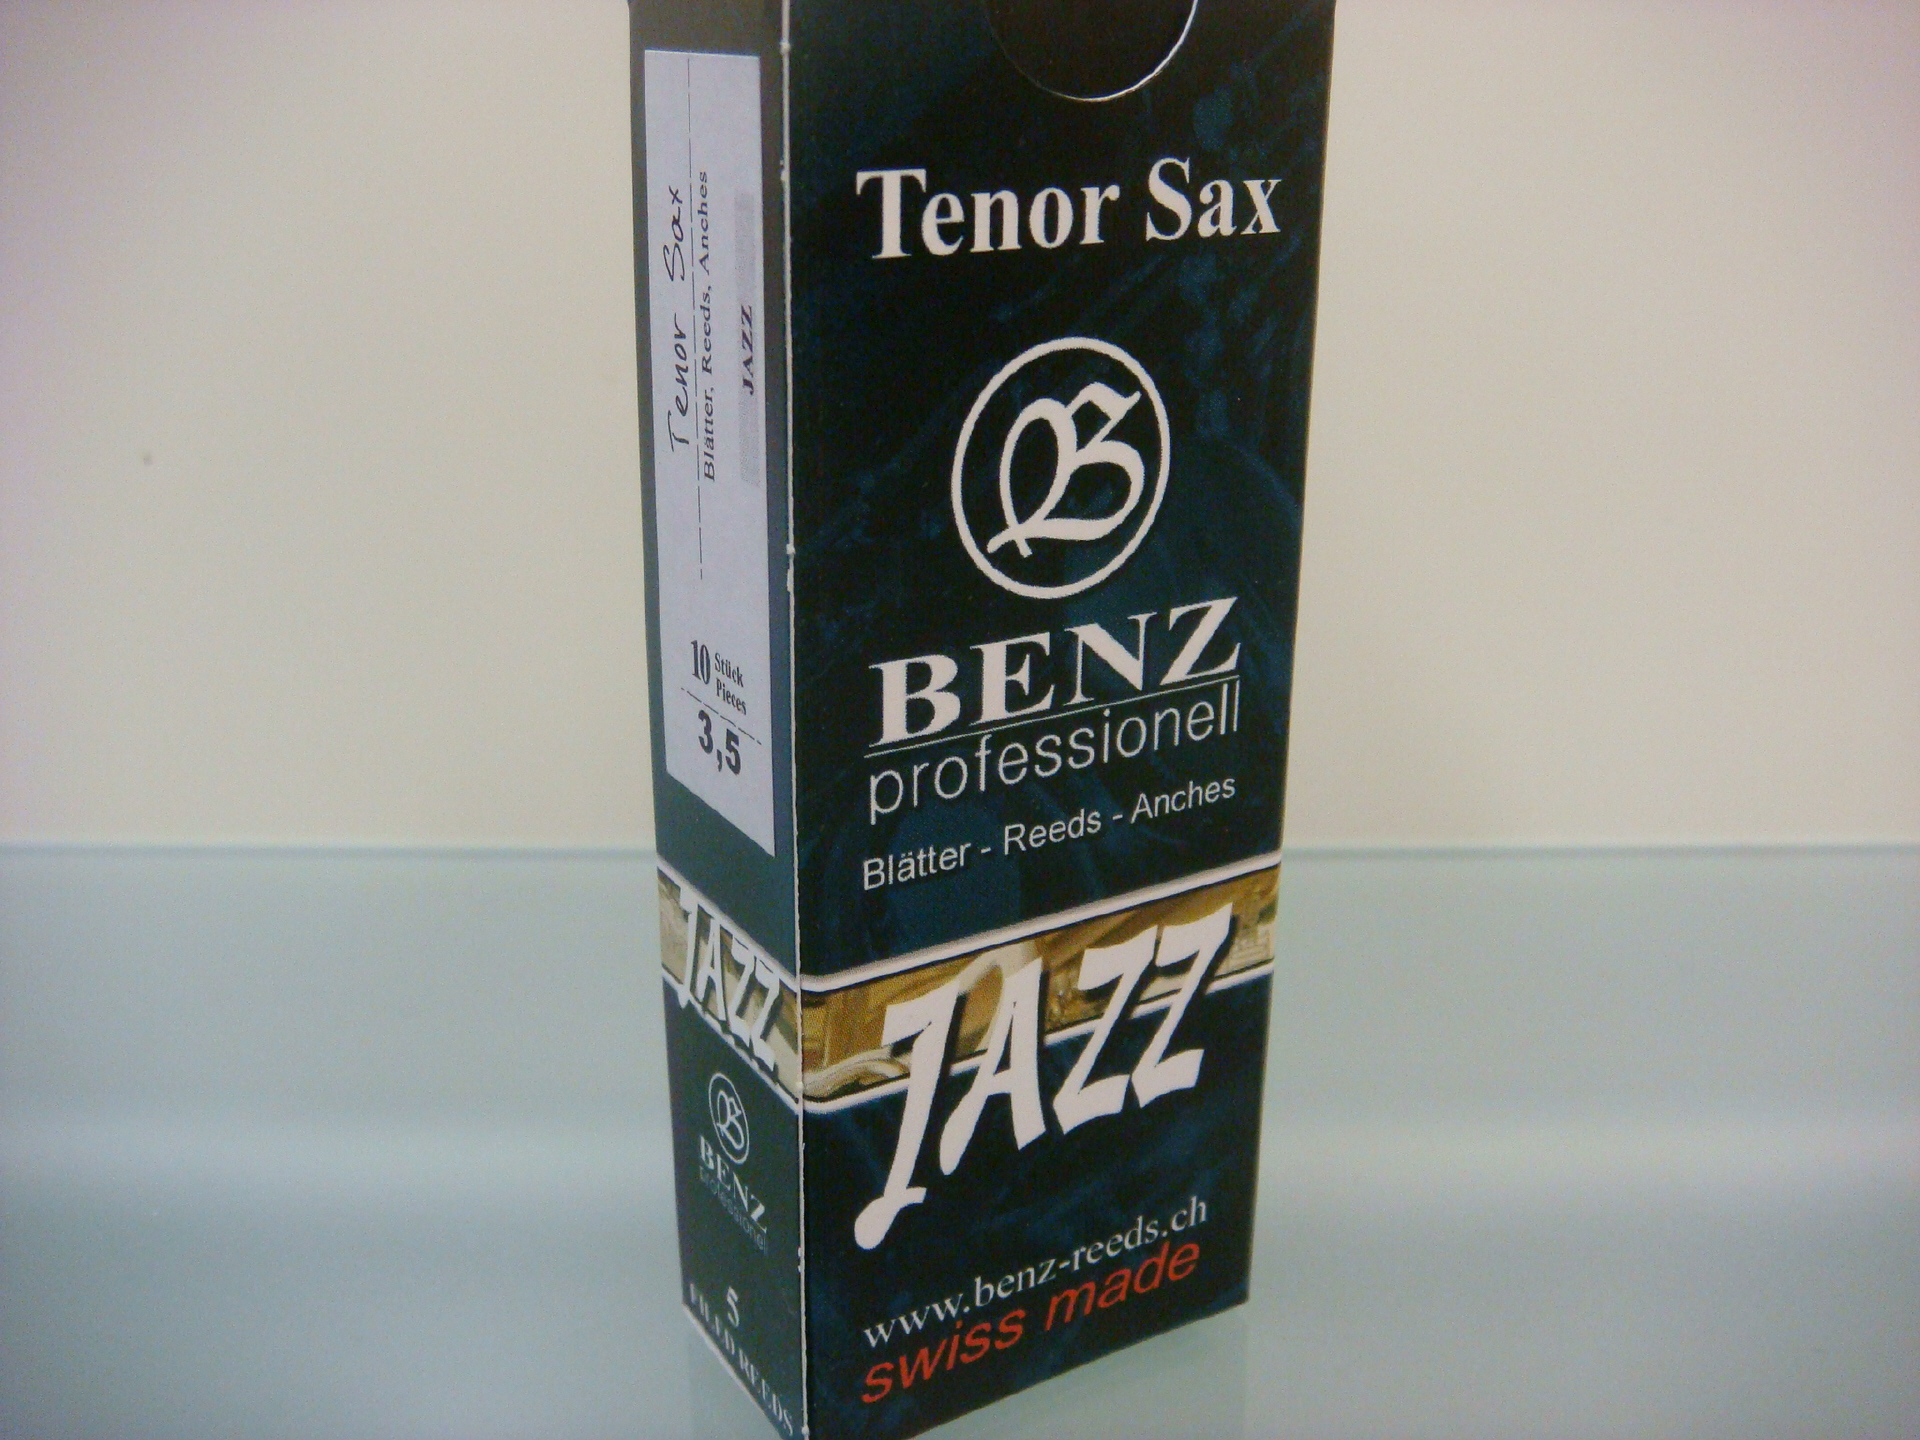 Tenor Sax
B
BENZ
professionell
Blätter - Reeds - Anches
JAZZ
www.benz-reeds.ch
swiss made
Tenor Sax
Blätter, Reeds, Anches
JAZZ
10 Stück
Pieces
3,5
JAZZ
B
BENZ
professionell
5
FILED REEDS